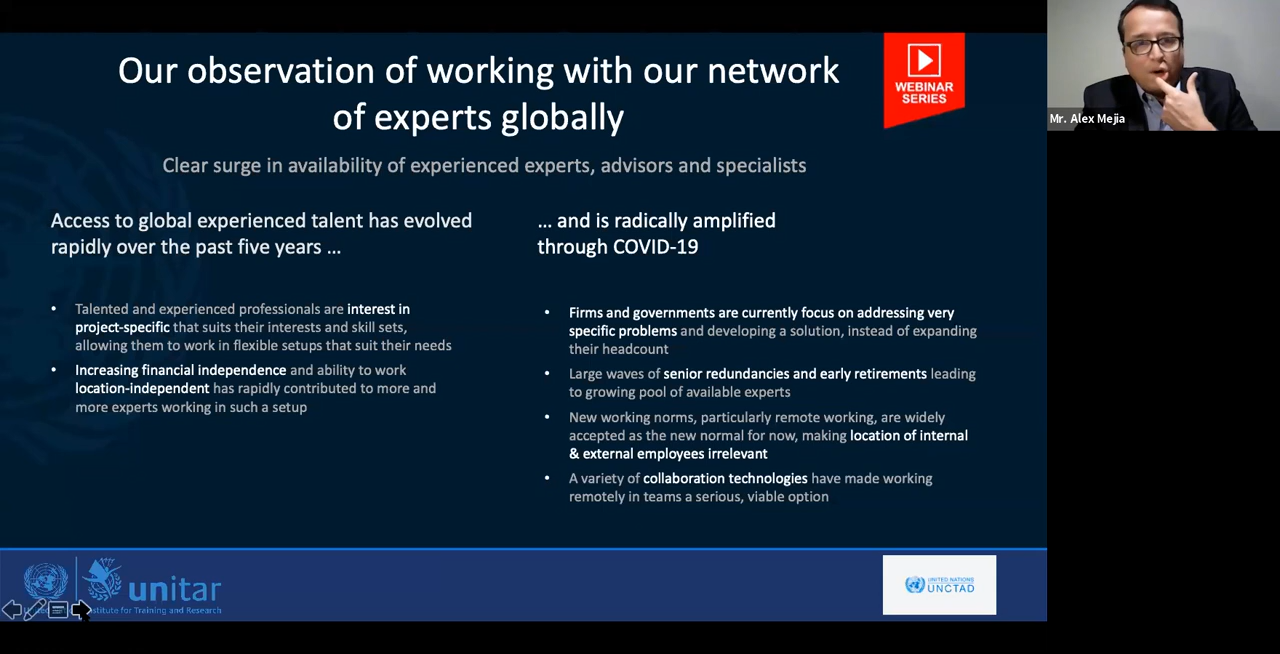 Our observation of working with our network
of experts globally
WEBINAR
SERIES
Mr. Alex Mejia
Clear surge in availability of experienced experts, advisors and specialists
Access to global experienced talent has evolved
rapidly over the past five years ...
• Talented and experienced professionals are interest in
project-specific that suits their interests and skill sets,
allowing them to work in flexible setups that suit their needs
• Increasing financial independence and ability to work
location-independent has rapidly contributed to more and
more experts working in such a setup
... and is radically amplified
through COVID-19
• Firms and governments are currently focus on addressing very
specific problems and developing a solution, instead of expanding
their headcount
• Large waves of senior redundancies and early retirements leading
to growing pool of available experts
• New working norms, particularly remote working, are widely
accepted as the new normal for now, making location of internal
& external employees irrelevant
• A variety of collaboration technologies have made working
remotely in teams a serious, viable option
unitar
Institute for Training and Research
UNITED NATIONS
UNCTAD